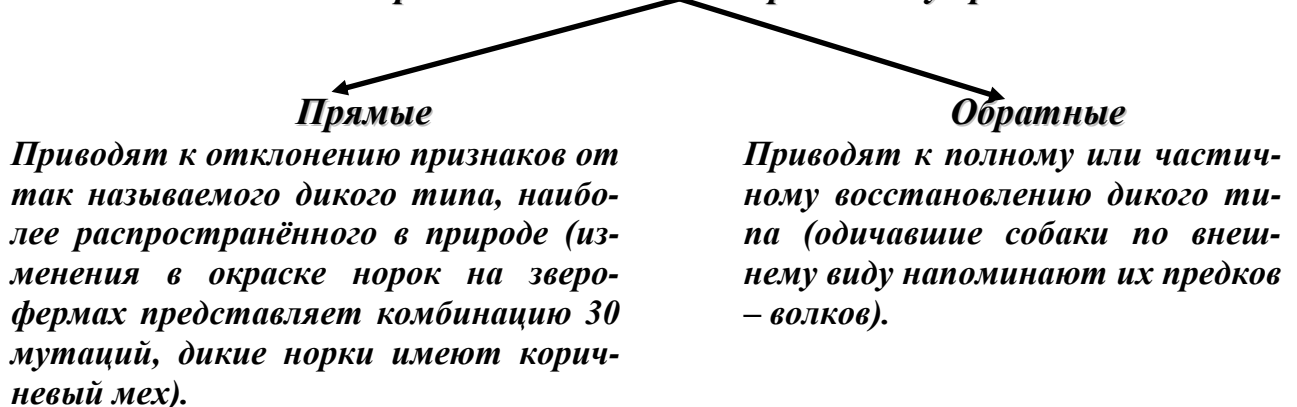 Прямые
Приводят к отклонению признаков от
так называемого дикого типа, наибо-
лее распространённого в природе (из-
менения в окраске норок на зверо-
фермах представляет комбинацию 30
мутаций, дикие норки имеют корич-
невый мех).
Обратные
Приводят к полному или частич-
ному восстановлению дикого ти-
па (одичавшие собаки по внеш-
нему виду напоминают их предков
– волков).